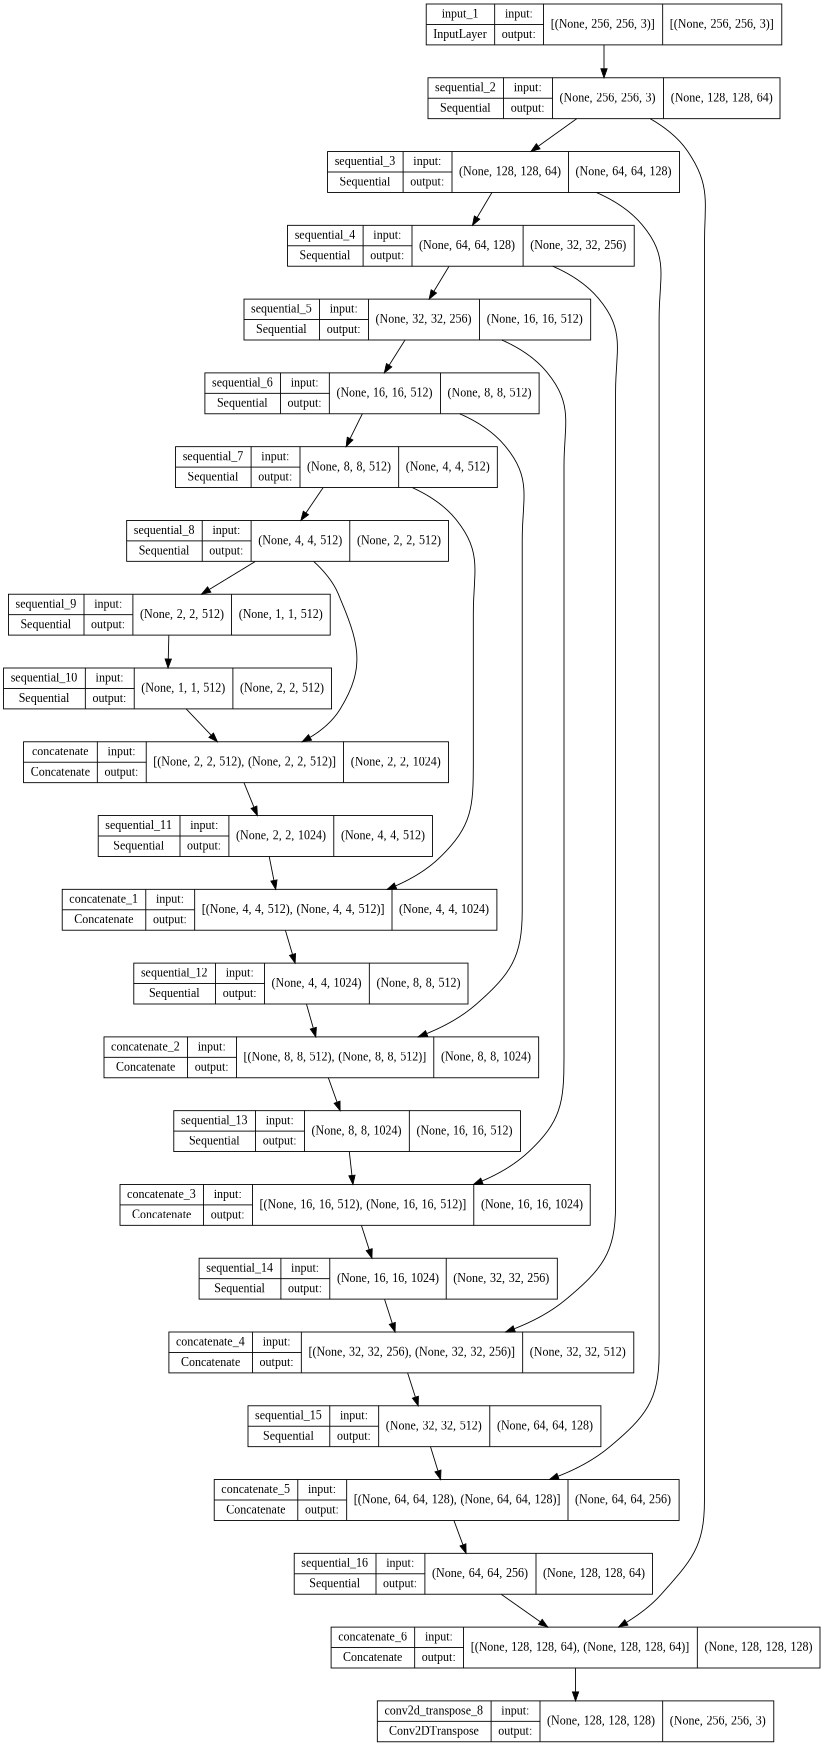 input_1 input: [(None, 256, 256, 3)] [(None, 256, 256, 3)]
InputLayer output:
sequential_2 input: (None, 256, 256, 3) (None, 128, 128, 64)
Sequential output:
sequential_3 input: (None, 128, 128, 64) (None, 64, 64, 128)
Sequential output:
sequential_4 input: (None, 64, 64, 128) (None, 32, 32, 256)
Sequential output:
sequential_5 input: (None, 32, 32, 256) (None, 16, 16, 512)
Sequential output:
sequential_6 input: (None, 16, 16, 512) (None, 8, 8, 512)
Sequential output:
sequential_7 input: (None, 8, 8, 512) (None, 4, 4, 512)
Sequential output:
sequential_8 input: (None, 4, 4, 512) (None, 2, 2, 512)
Sequential output:
sequential_9 input: (None, 2, 2, 512) (None, 1, 1, 512)
Sequential output:
sequential_10 input: (None, 1, 1, 512) (None, 2, 2, 512)
Sequential output:
concatenate input: [(None, 2, 2, 512), (None, 2, 2, 512)] (None, 2, 2, 1024)
Concatenate output:
sequential_11 input: (None, 2, 2, 1024) (None, 4, 4, 512)
Sequential output:
concatenate_1 input: [(None, 4, 4, 512), (None, 4, 4, 512)] (None, 4, 4, 1024)
Concatenate output:
sequential_12 input: (None, 4, 4, 1024) (None, 8, 8, 512)
Sequential output:
concatenate_2 input: [(None, 8, 8, 512), (None, 8, 8, 512)] (None, 8, 8, 1024)
Concatenate output:
sequential_13 input: (None, 8, 8, 1024) (None, 16, 16, 512)
Sequential output:
concatenate_3 input: [(None, 16, 16, 512), (None, 16, 16, 512)] (None, 16, 16, 1024)
Concatenate output:
sequential_14 input: (None, 16, 16, 1024) (None, 32, 32, 256)
Sequential output:
concatenate_4 input: [(None, 32, 32, 256), (None, 32, 32, 256)] (None, 32, 32, 512)
Concatenate output:
sequential_15 input: (None, 32, 32, 512) (None, 64, 64, 128)
Sequential output:
concatenate_5 input: [(None, 64, 64, 128), (None, 64, 64, 128)] (None, 64, 64, 256)
Concatenate output:
sequential_16 input: (None, 64, 64, 256) (None, 128, 128, 64)
Sequential output:
concatenate_6 input: [(None, 128, 128, 64), (None, 128, 128, 64)] (None, 128, 128, 128)
Concatenate output:
conv2d_transpose_8 input: (None, 128, 128, 128) (None, 256, 256, 3)
Conv2DTranspose output: